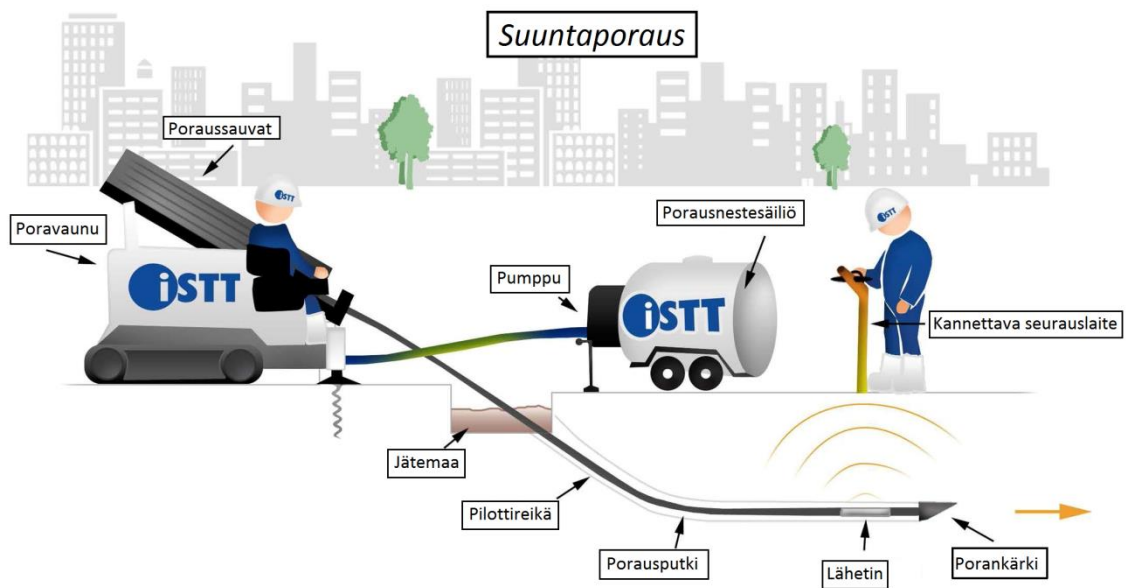 Suuntaporaus
Poraussauvat
iSTT
iSTT
Poravaunu
Porausnestesäiliö
Pumppu
iSTT
iSTT
Kannettava seurauslaite
Jätemaa
Pilottireikä
Porausputki
Lähetin
Porankärki